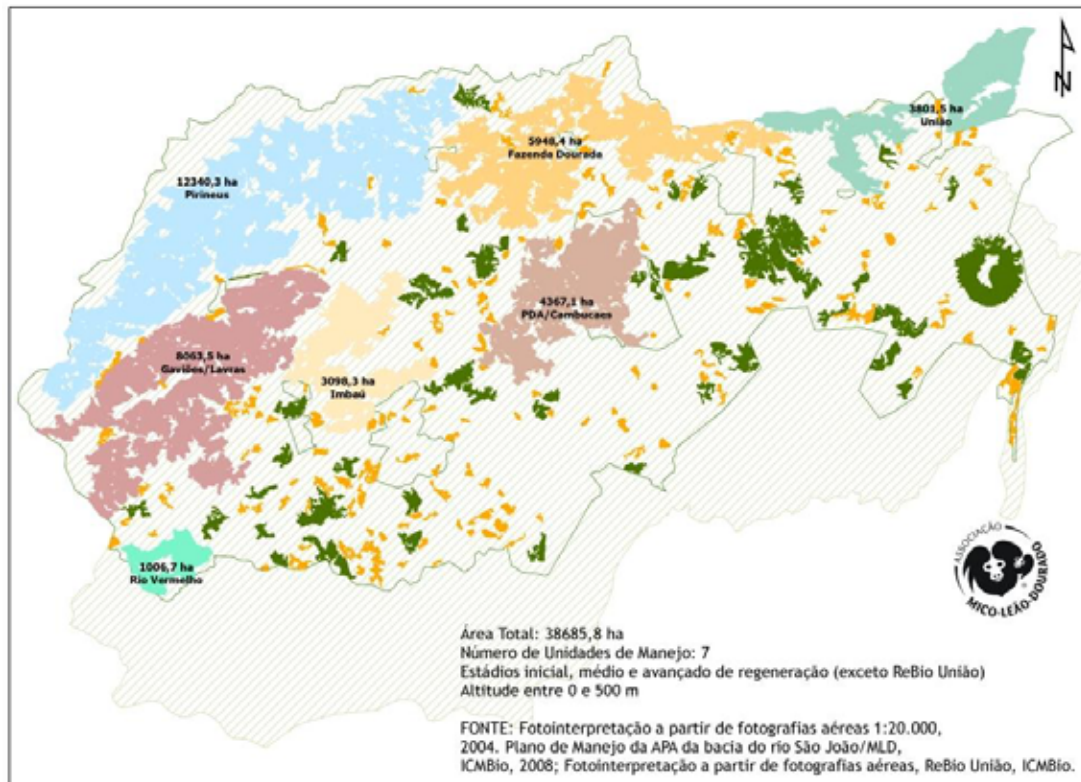 N
3801,5 ha
União
5948,4 ha
Fazenda Dourada
12340,3 ha
Pirineus
4367,1 ha
PDA/Cambucaes
8063,5 ha
Gaviões/Lavras
3098,3 ha
Imbaú
1006,7 ha
Rio Vermelho
ASSOCIAÇÃO
MICO-LEÃO-DOURADO
Área Total: 38685,8 ha
Número de Unidades de Manejo: 7
Estádios inicial, médio e avançado de regeneração (exceto ReBio União)
Altitude entre 0 e 500 m
FONTE: Fotointerpretação a partir de fotografias aéreas 1:20.000,
2004. Plano de Manejo da APA da bacia do rio São João/MLD,
ICMBio, 2008; Fotointerpretação a partir de fotografias aéreas, ReBio União, ICMBio.